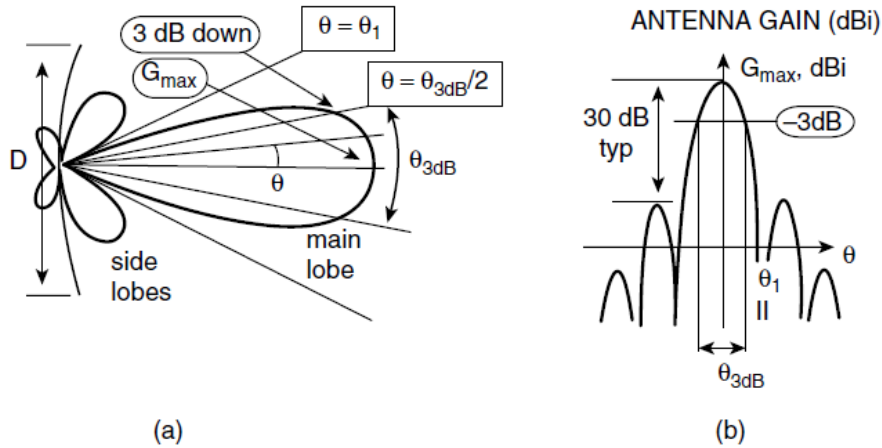 3 dB down
θ = θ1
Gmax
θ = θ3dB/2
D
θ
θ3dB
side
lobes
main
lobe
(a)
ANTENNA GAIN (dBi)
Gmax, dBi
30 dB
typ
–3dB
θ
θ1
II
θ3dB
(b)